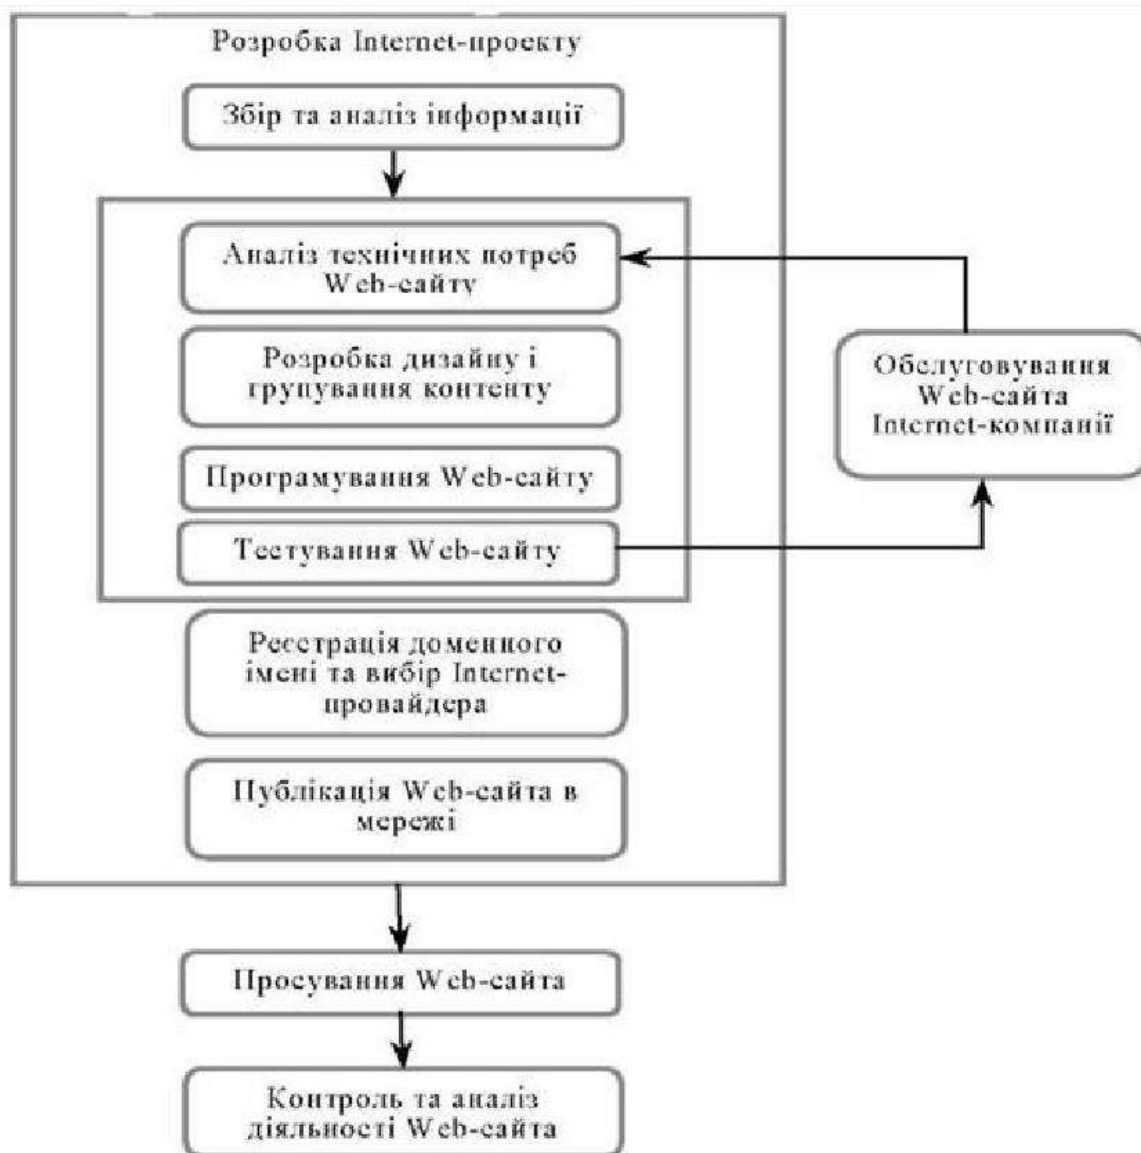 Розробка Internet-проекту
Збір та аналіз інформації
Аналіз технічних потреб
Web-сайту
Розробка дизайну і
групування контенту
Програмування Web-сайту
Тестування Web-сайту
Обслуговування
Web-сайта
Internet-компанії
Реєстрація доменного
імені та вибір Internet-
провайдера
Публікація Web-сайта в
мережі
Просування Web-сайта
Контроль та аналіз
діяльності Web-сайта